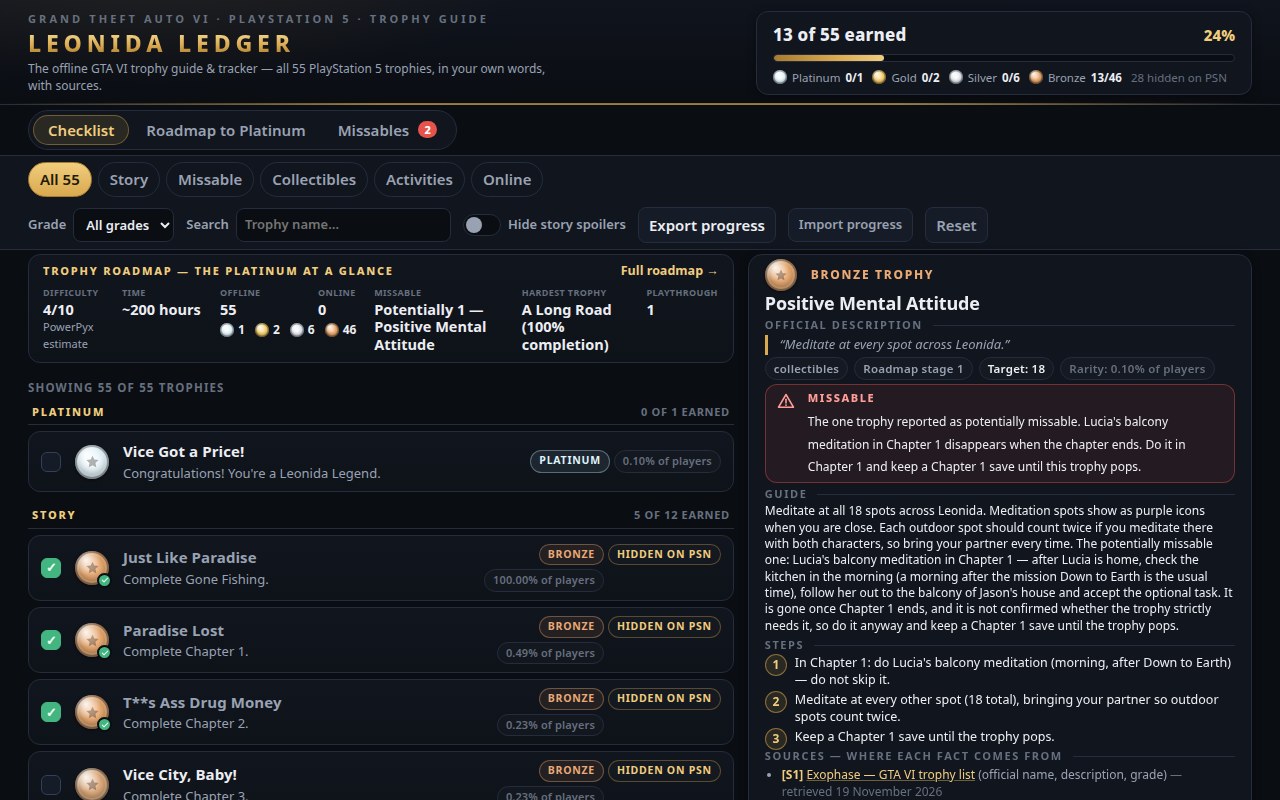 GRAND THEFT AUTO VI · PLAYSTATION 5 · TROPHY GUIDE
LEONIDA LEDGER
The offline GTA VI trophy guide & tracker — all 55 PlayStation 5 trophies, in your own words,
with sources.
13 of 55 earned 24%
Platinum 0/1 Gold 0/2 Silver 0/6 Bronze 13/46 28 hidden on PSN
Checklist Roadmap to Platinum Missables 2
All 55 Story Missable Collectibles Activities Online
Grade All grades Search Trophy name... Hide story spoilers Export progress Import progress Reset
TROPHY ROADMAP — THE PLATINUM AT A GLANCE Full roadmap →
DIFFICULTY TIME OFFLINE ONLINE MISSABLE HARDEST TROPHY PLAYTHROUGH
4/10 ~200 hours 55 0 Potentially 1 — A Long Road 1
PowerPyx 1 2 6 46 Positive Mental (100%
estimate Attitude completion)
SHOWING 55 OF 55 TROPHIES
PLATINUM 0 OF 1 EARNED
Vice Got a Price!
Congratulations! You're a Leonida Legend.
PLATINUM 0.10% of players
STORY 5 OF 12 EARNED
Just Like Paradise
Complete Gone Fishing.
BRONZE HIDDEN ON PSN
100.00% of players
Paradise Lost
Complete Chapter 1.
BRONZE HIDDEN ON PSN
0.49% of players
T**s Ass Drug Money
Complete Chapter 2.
BRONZE HIDDEN ON PSN
0.23% of players
Vice City, Baby!
Complete Chapter 3.
BRONZE HIDDEN ON PSN
0.23% of players
BRONZE TROPHY
Positive Mental Attitude
OFFICIAL DESCRIPTION
“Meditate at every spot across Leonida.”
collectibles Roadmap stage 1 Target: 18 Rarity: 0.10% of players
MISSABLE
The one trophy reported as potentially missable. Lucia's balcony
meditation in Chapter 1 disappears when the chapter ends. Do it in
Chapter 1 and keep a Chapter 1 save until this trophy pops.
GUIDE
Meditate at all 18 spots across Leonida. Meditation spots show as purple icons
when you are close. Each outdoor spot should count twice if you meditate there
with both characters, so bring your partner every time. The potentially missable
one: Lucia's balcony meditation in Chapter 1 — after Lucia is home, check the
kitchen in the morning (a morning after the mission Down to Earth is the usual
time), follow her out to the balcony of Jason's house and accept the optional task. It
is gone once Chapter 1 ends, and it is not confirmed whether the trophy strictly
needs it, so do it anyway and keep a Chapter 1 save until the trophy pops.
STEPS
1 In Chapter 1: do Lucia's balcony meditation (morning, after Down to Earth)
— do not skip it.
2 Meditate at every other spot (18 total), bringing your partner so outdoor
spots count twice.
3 Keep a Chapter 1 save until the trophy pops.
SOURCES — WHERE EACH FACT COMES FROM
• [S1] Exophase — GTA VI trophy list (official name, description, grade) —
retrieved 19 November 2026